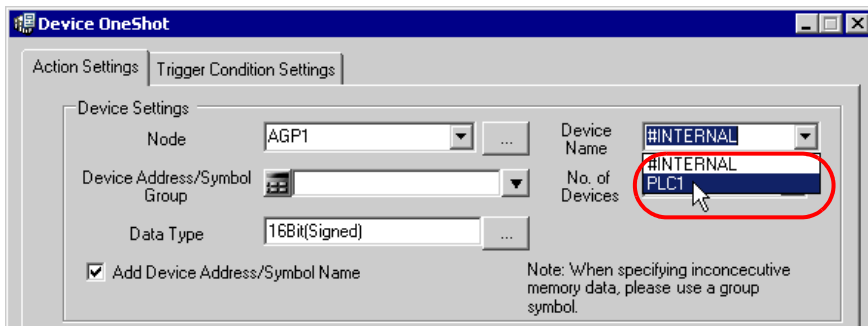 Device OneShot
Action Settings
Trigger Condition Settings
Device Settings
Node
AGP1
...
Device
Name
#INTERNAL
#INTERNAL
PLC1
Device Address/Symbol
Group
No. of
Devices
Data Type
16Bit(Signed)
...
Add Device Address/Symbol Name
Note: When specifying inconcecutive
memory data, please use a group
symbol.